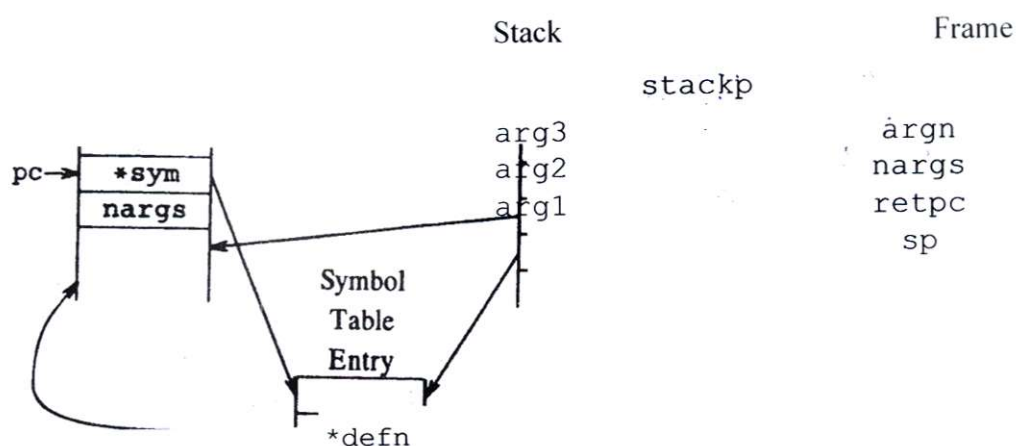 Stack
Frame
stackp
arg3
argn
pc
*sym
arg2
nargs
nargs
arg1
retpc
sp
Symbol
Table
Entry
*defn